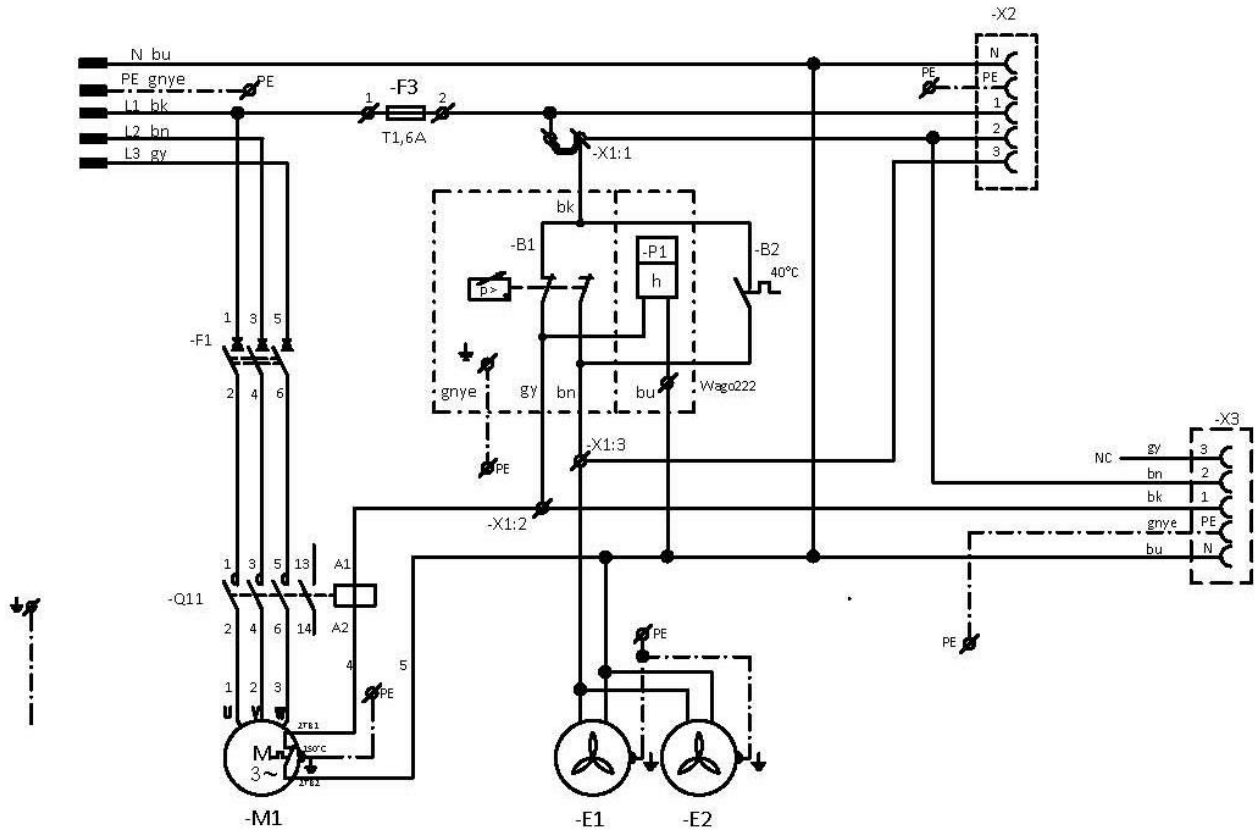 -X2
N bu
N
PE gnye
PE
PE
PE
-F3
L1 bk
1
2
1
T1,6A
L2 bn
2
-X1:1
L3 gy
3
bk
-B1
-P1
-B2
40°C
p>
h
1 3 5
-F1
2 4 6
gnye
gy
bn
bu
Wago222
-X3
-X1:3
PE
NC
gy
3
bn
2
bk
1
-X1:2
gnye
PE
bu
N
1 3 5 13
A1
-Q11
2 4 6 14
A2
PE
PE
4
5
1 2 3
PE
U V W
2TB1
M
150°C
3~
2TB2
-M1
-E1
-E2